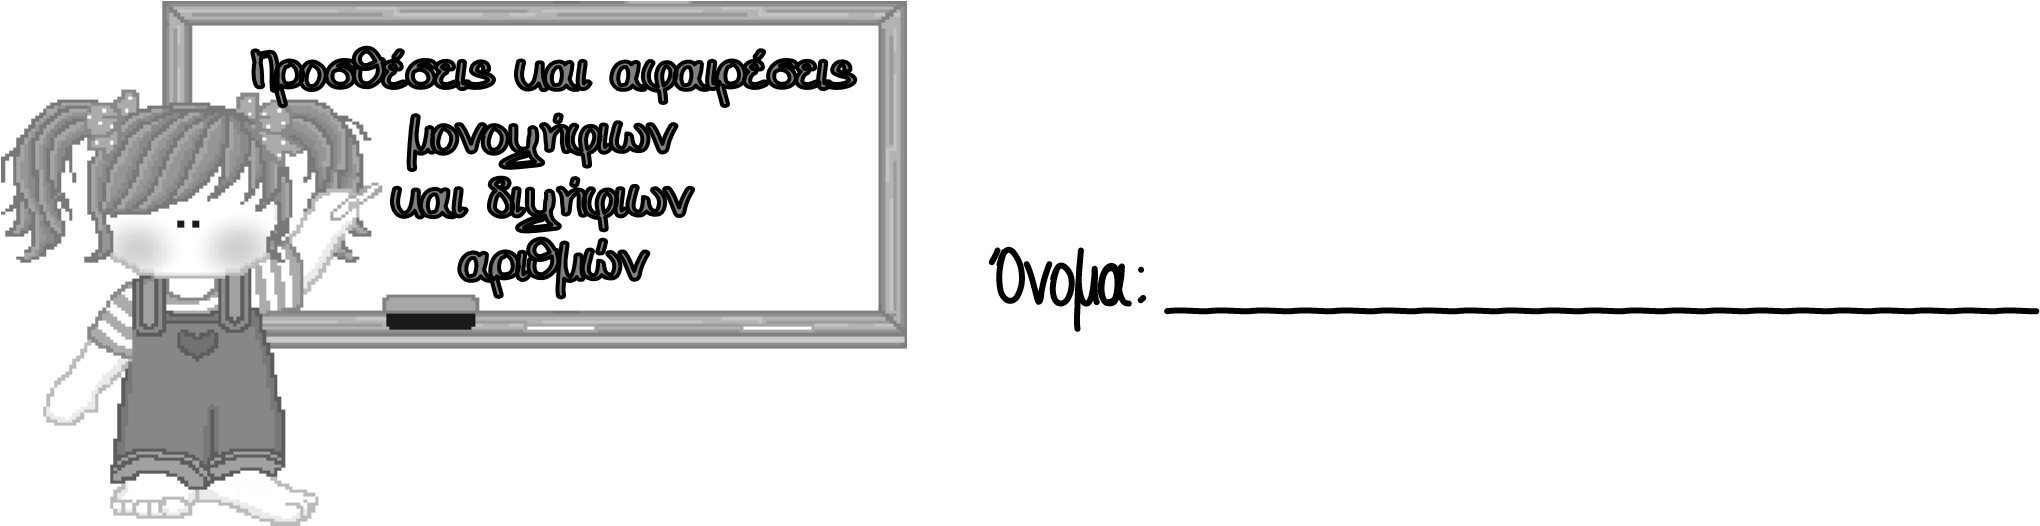 Προσθέσεις και αφαιρέσεις
μονοψήφιων
και διψήφιων
αριθμών
Όνομα: